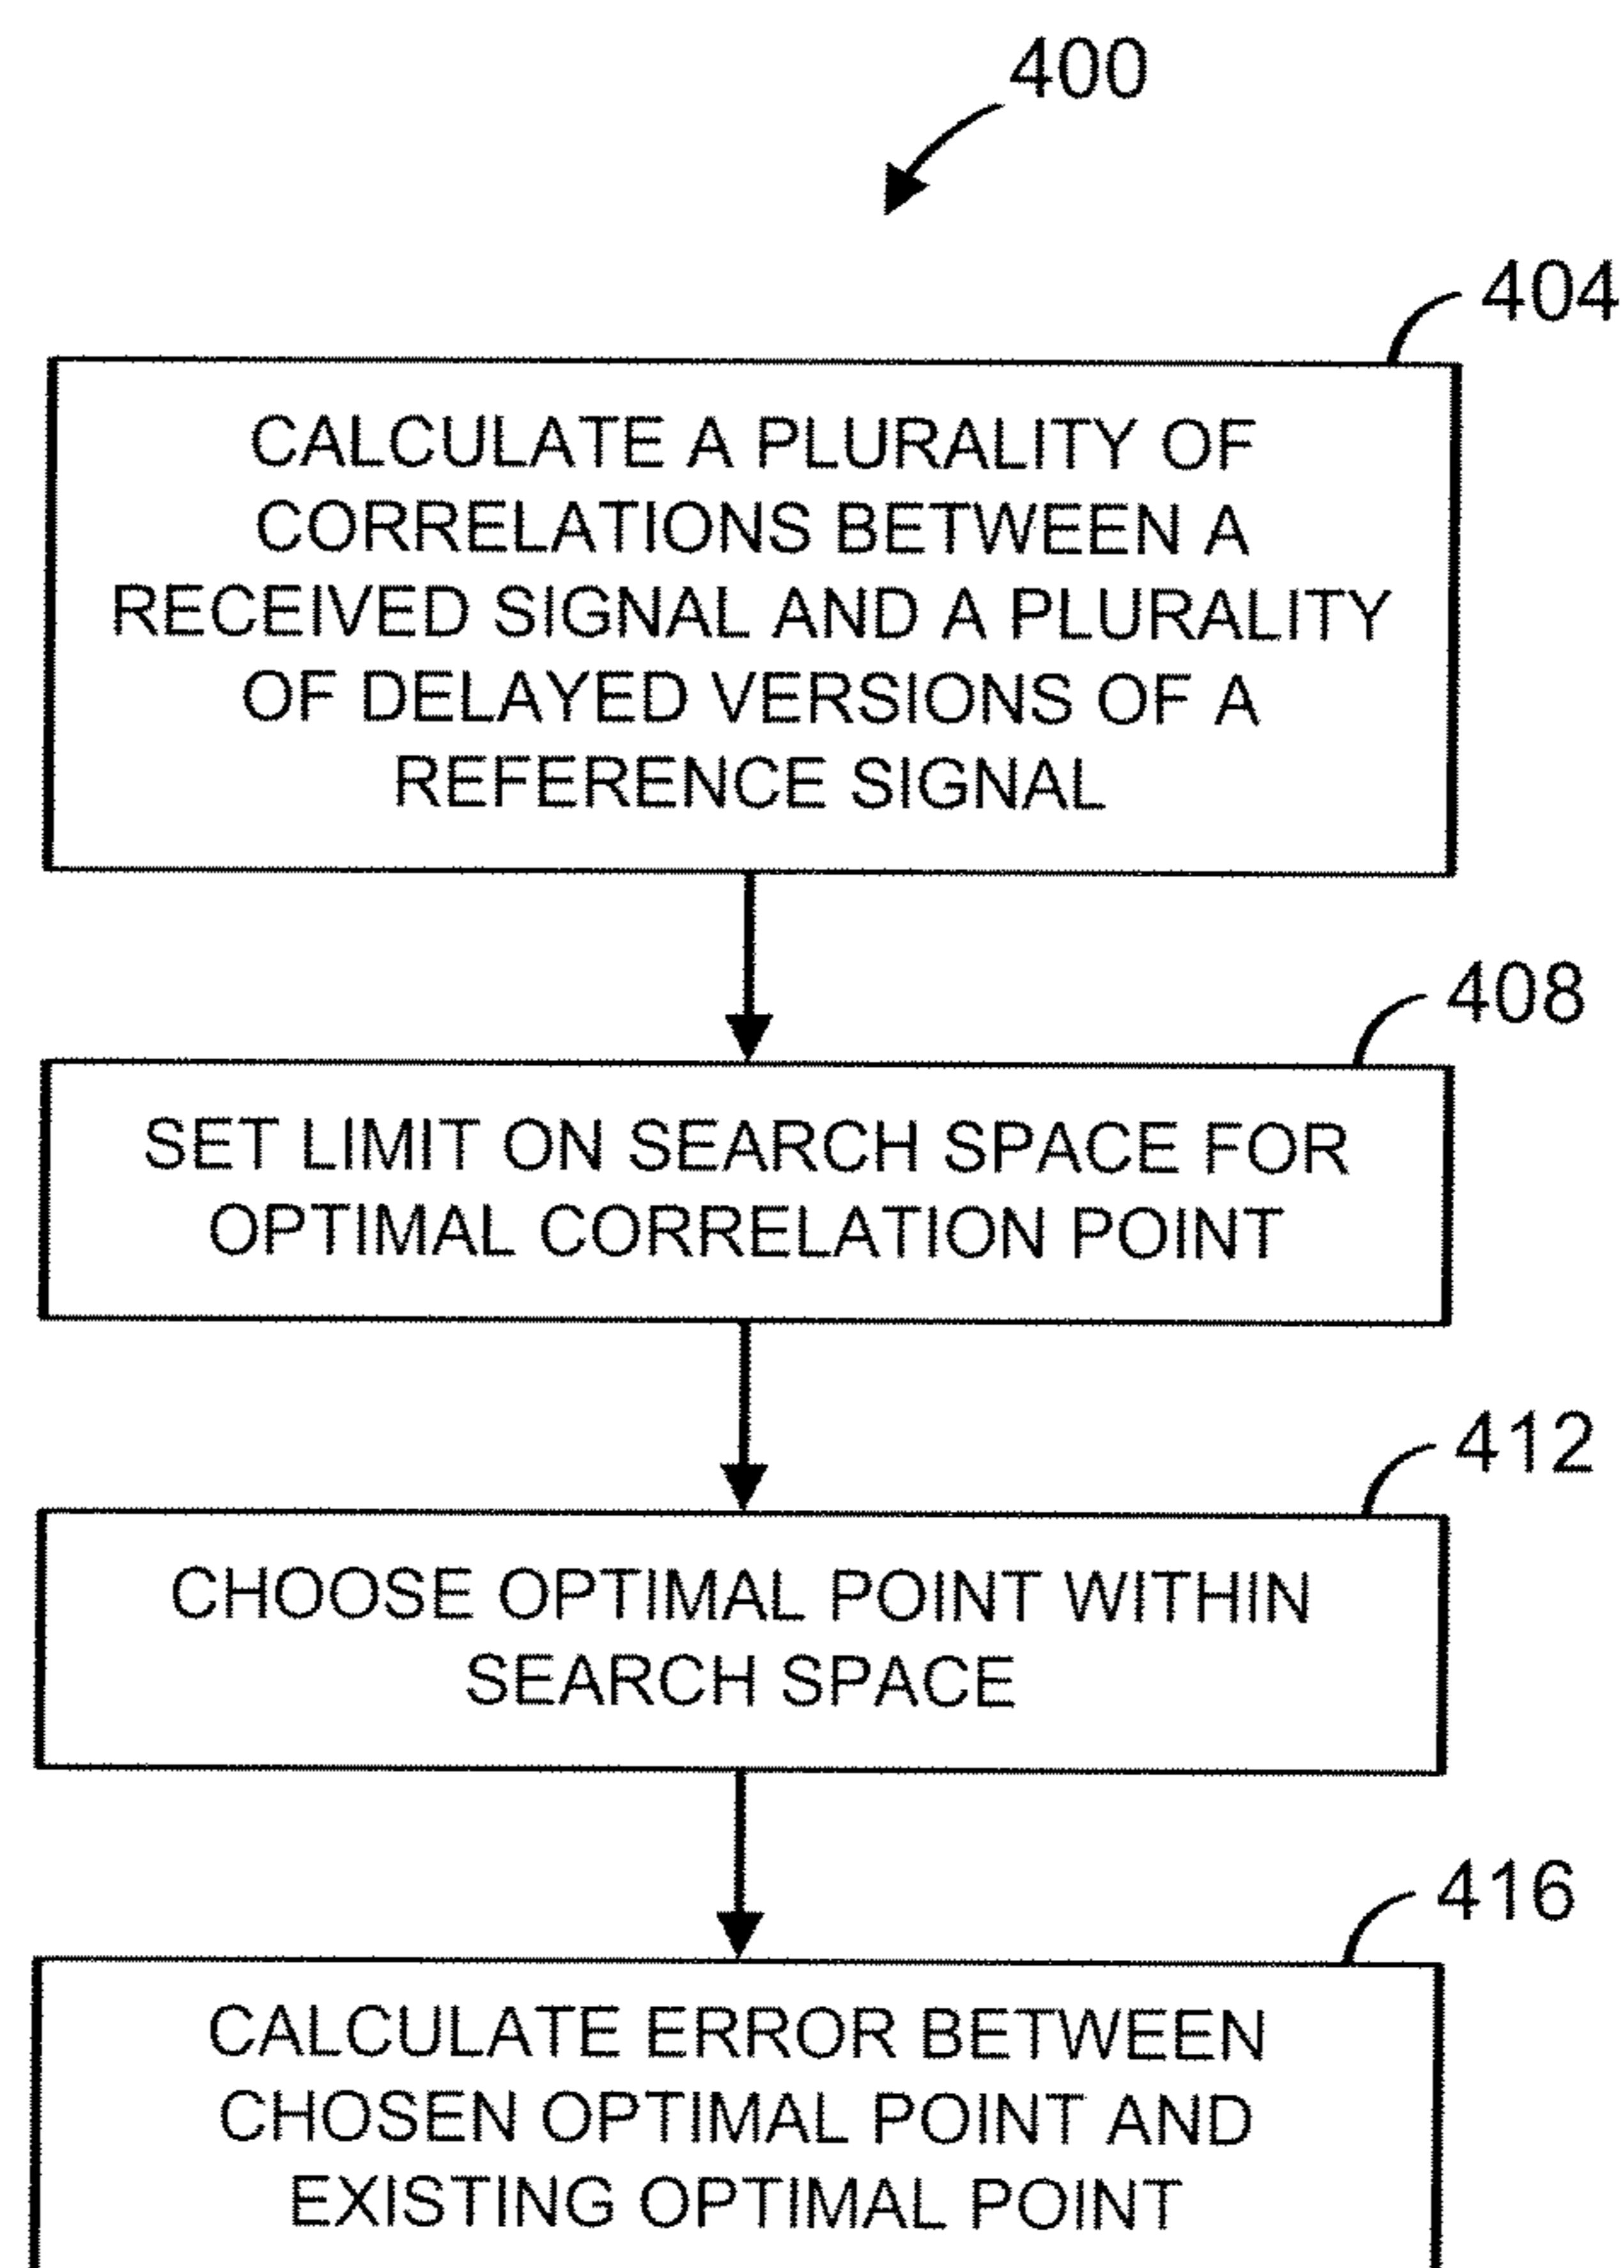 400
404
CALCULATE A PLURALITY OF
CORRELATIONS BETWEEN A
RECEIVED SIGNAL AND A PLURALITY
OF DELAYED VERSIONS OF A
REFERENCE SIGNAL
408
SET LIMIT ON SEARCH SPACE FOR
OPTIMAL CORRELATION POINT
412
CHOOSE OPTIMAL POINT WITHIN
SEARCH SPACE
416
CALCULATE ERROR BETWEEN
CHOSEN OPTIMAL POINT AND
EXISTING OPTIMAL POINT